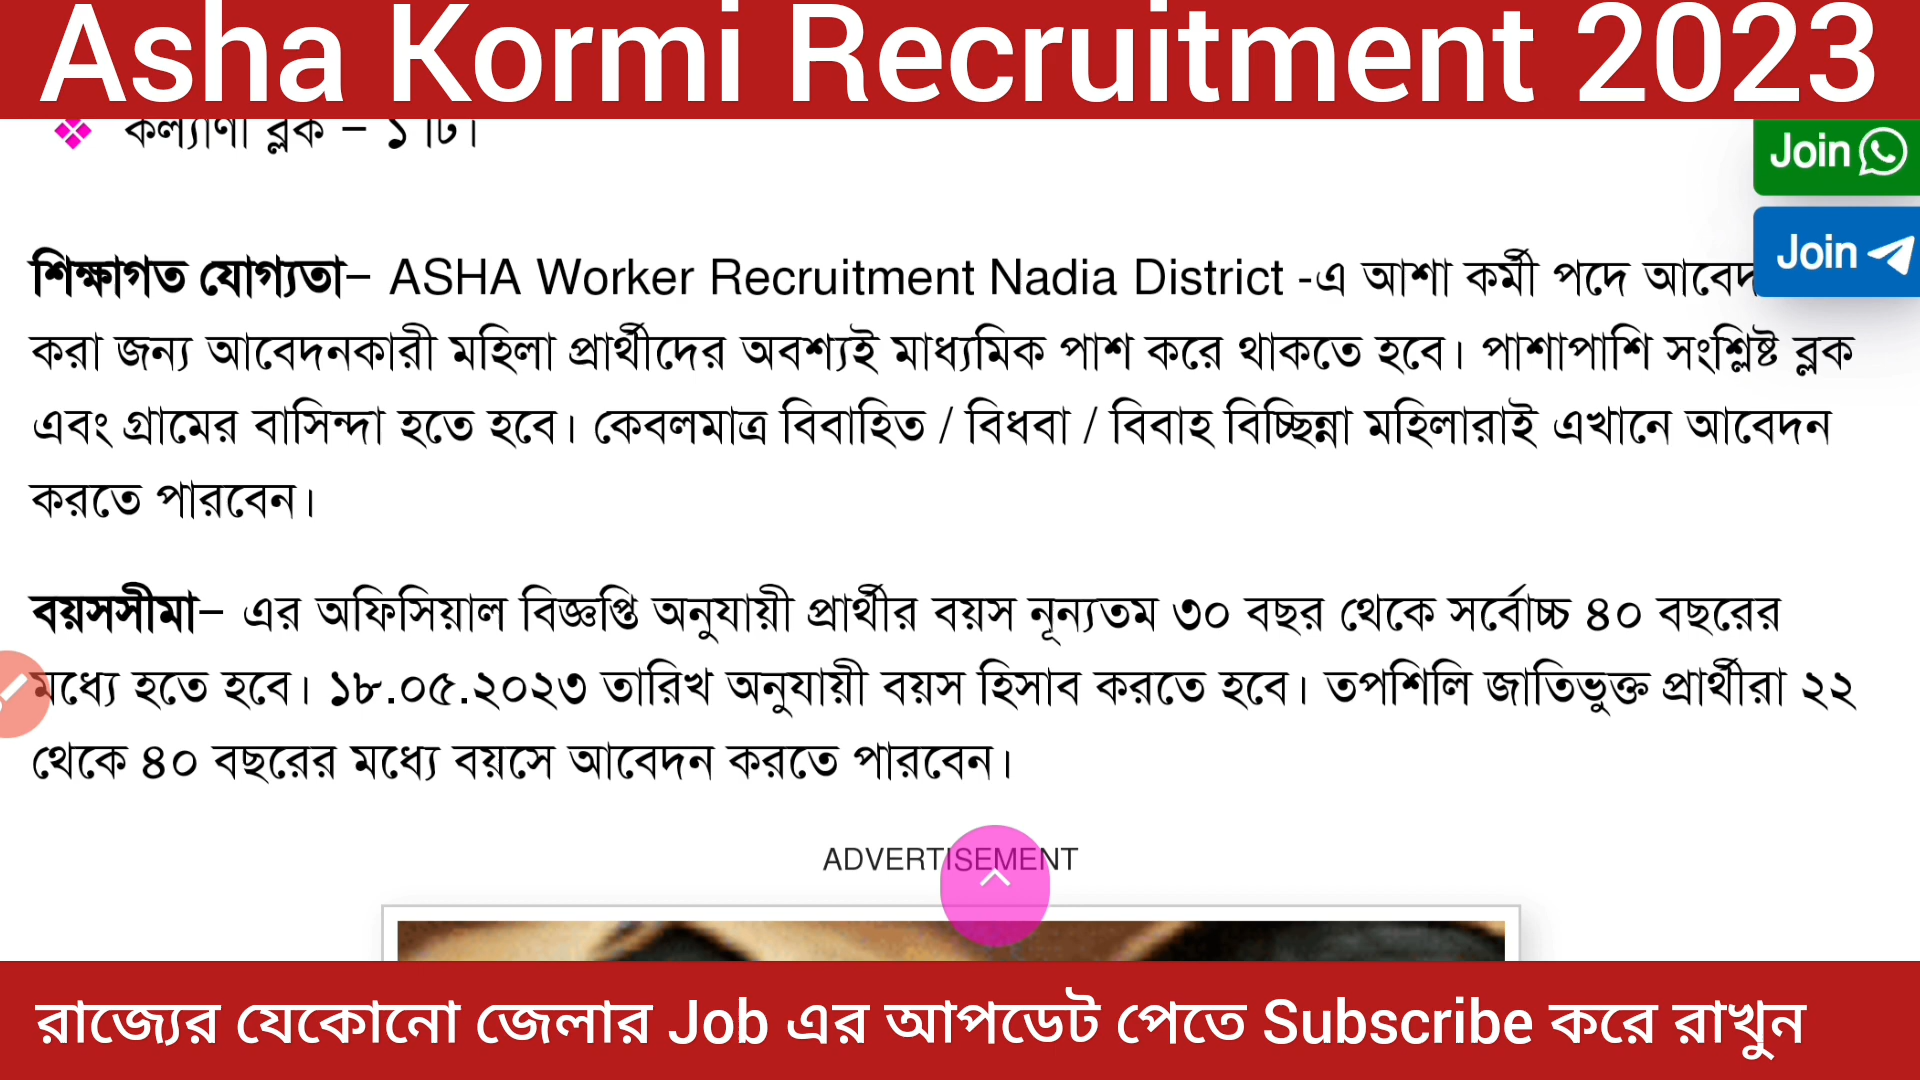 Asha Kormi Recruitment 2023
কল্যাণী ব্লক – ১ টি।
Join
Join
শিক্ষাগত যোগ্যতা– ASHA Worker Recruitment Nadia District -এ আশা কর্মী পদে আবেদ
করা জন্য আবেদনকারী মহিলা প্রার্থীদের অবশ্যই মাধ্যমিক পাশ করে থাকতে হবে। পাশাপাশি সংশ্লিষ্ট ব্লক
এবং গ্রামের বাসিন্দা হতে হবে। কেবলমাত্র বিবাহিত / বিধবা / বিবাহ বিচ্ছিন্না মহিলারাই এখানে আবেদন
করতে পারবেন।
বয়সসীমা– এর অফিসিয়াল বিজ্ঞপ্তি অনুযায়ী প্রার্থীর বয়স নূন্যতম ৩০ বছর থেকে সর্বোচ্চ ৪০ বছরের
মধ্যে হতে হবে। ১৮.০৫.২০২৩ তারিখ অনুযায়ী বয়স হিসাব করতে হবে। তপশিলি জাতিভুক্ত প্রার্থীরা ২২
থেকে ৪০ বছরের মধ্যে বয়সে আবেদন করতে পারবেন।
ADVERTISEMENT
রাজ্যের যেকোনো জেলার Job এর আপডেট পেতে Subscribe করে রাখুন